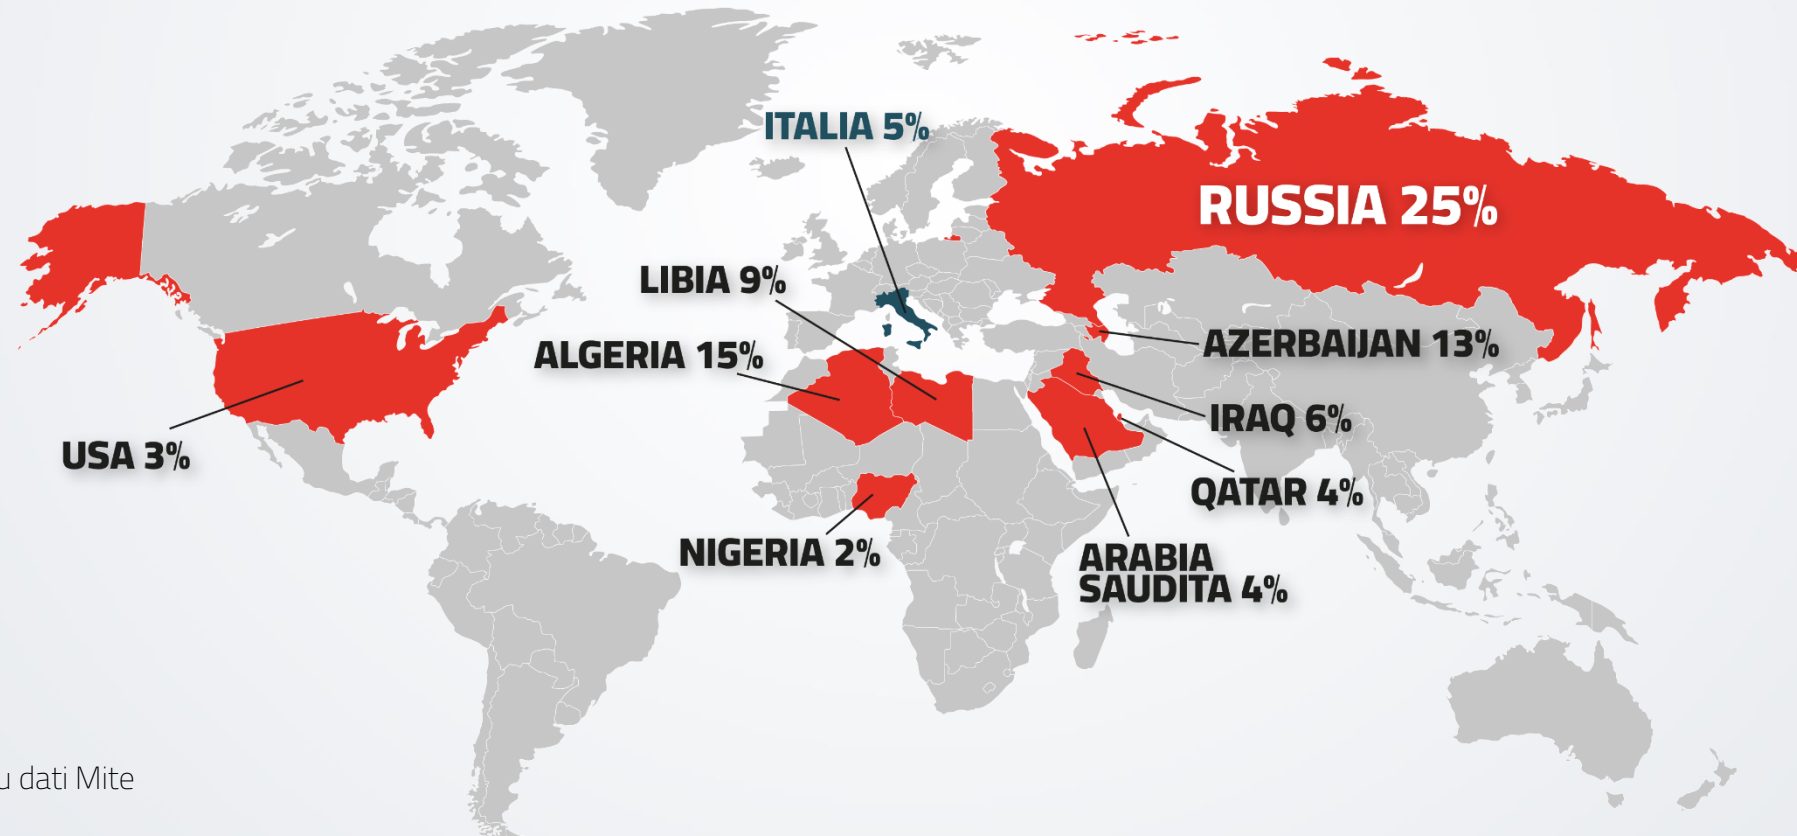 ITALIA 5%
RUSSIA 25%
LIBIA 9%
AZERBAIJAN 13%
ALGERIA 15%
IRAQ 6%
USA 3%
QATAR 4%
NIGERIA 2%
ARABIA
SAUDITA 4%
dati Mite